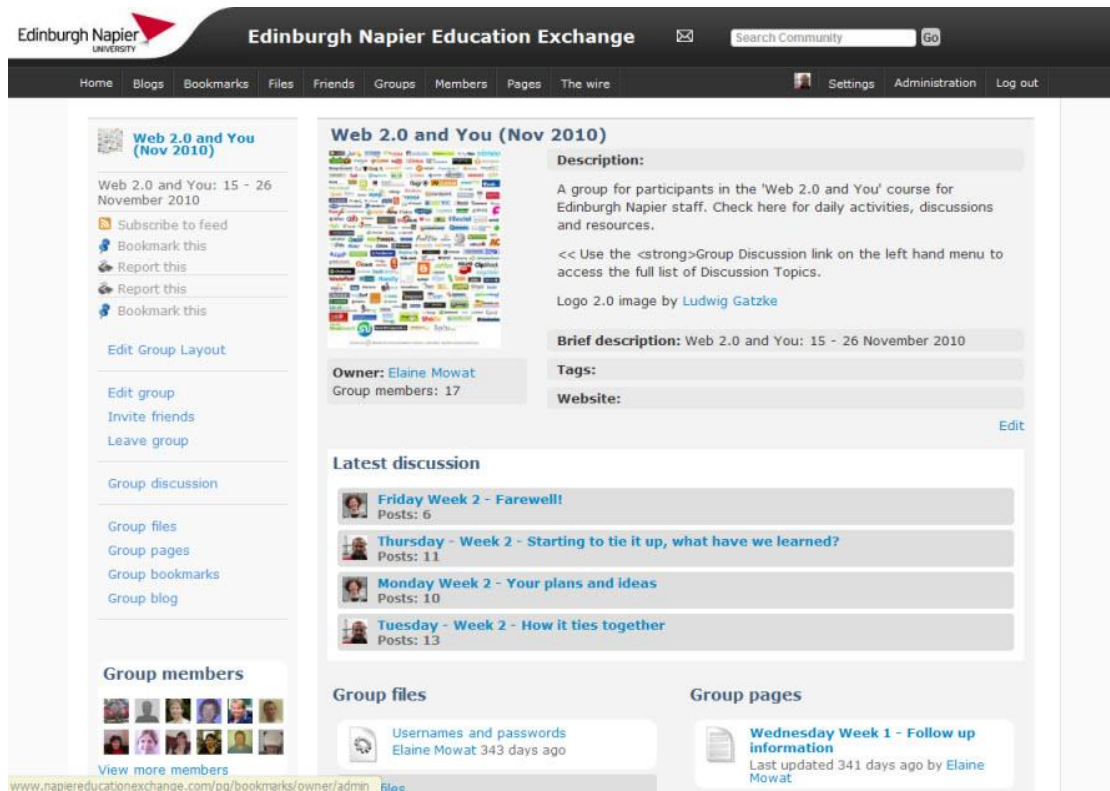 Edinburgh Napier
UNIVERSITY
Edinburgh Napier Education Exchange
Search Community
Go
Home Blogs Bookmarks Files Friends Groups Members Pages The wire
Settings Administration Log out
Web 2.0 and You
(Nov 2010)
Web 2.0 and You: 15 - 26
November 2010
Subscribe to feed
Bookmark this
Report this
Report this
Bookmark this
Edit Group Layout
Edit group
Invite friends
Leave group
Group discussion
Group files
Group pages
Group bookmarks
Group blog
Group members
View more members
Web 2.0 and You (Nov 2010)
Owner: Elaine Mowat
Group members: 17
Description:
A group for participants in the 'Web 2.0 and You' course for
Edinburgh Napier staff. Check here for daily activities, discussions
and resources.
<< Use the <strong>Group Discussion link on the left hand menu to
access the full list of Discussion Topics.
Logo 2.0 image by Ludwig Gatzke
Brief description: Web 2.0 and You: 15 - 26 November 2010
Tags:
Website:
Edit
Latest discussion
Friday Week 2 - Farewell!
Posts: 6
Thursday - Week 2 - Starting to tie it up, what have we learned?
Posts: 11
Monday Week 2 - Your plans and ideas
Posts: 10
Tuesday - Week 2 - How it ties together
Posts: 13
Group files
Usernames and passwords
Elaine Mowat 343 days ago
files
Group pages
Wednesday Week 1 - Follow up
information
Last updated 341 days ago by Elaine
Mowat
www.napiereducationexchange.com/pg/bookmarks/owner/admin